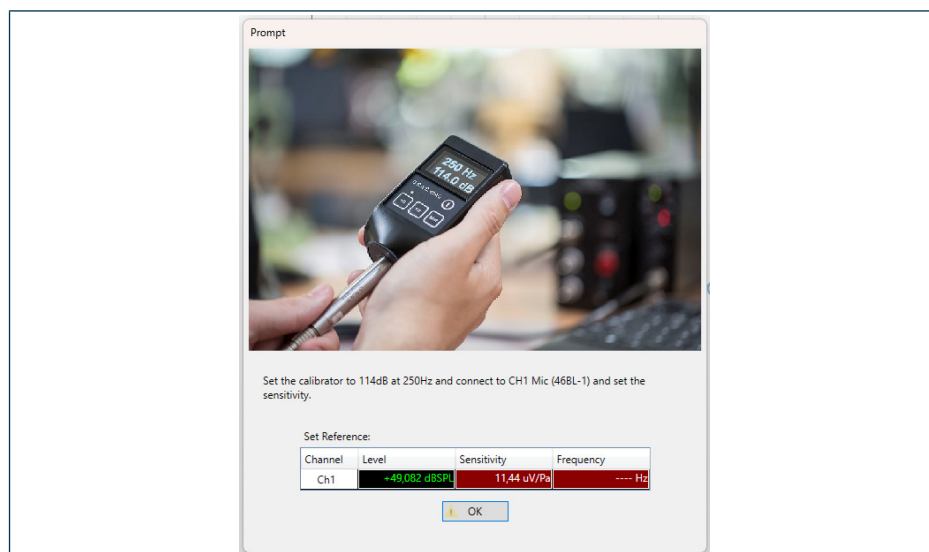 Prompt
250 Hz
114.0 dB
Set the calibrator to 114dB at 250Hz and connect to CH1 Mic (46BL-1) and set the
sensitivity.
Set Reference:
Channel Level Sensitivity Frequency
Ch1 +49,082 dBSPL 11,44 uV/Pa ---- Hz
OK